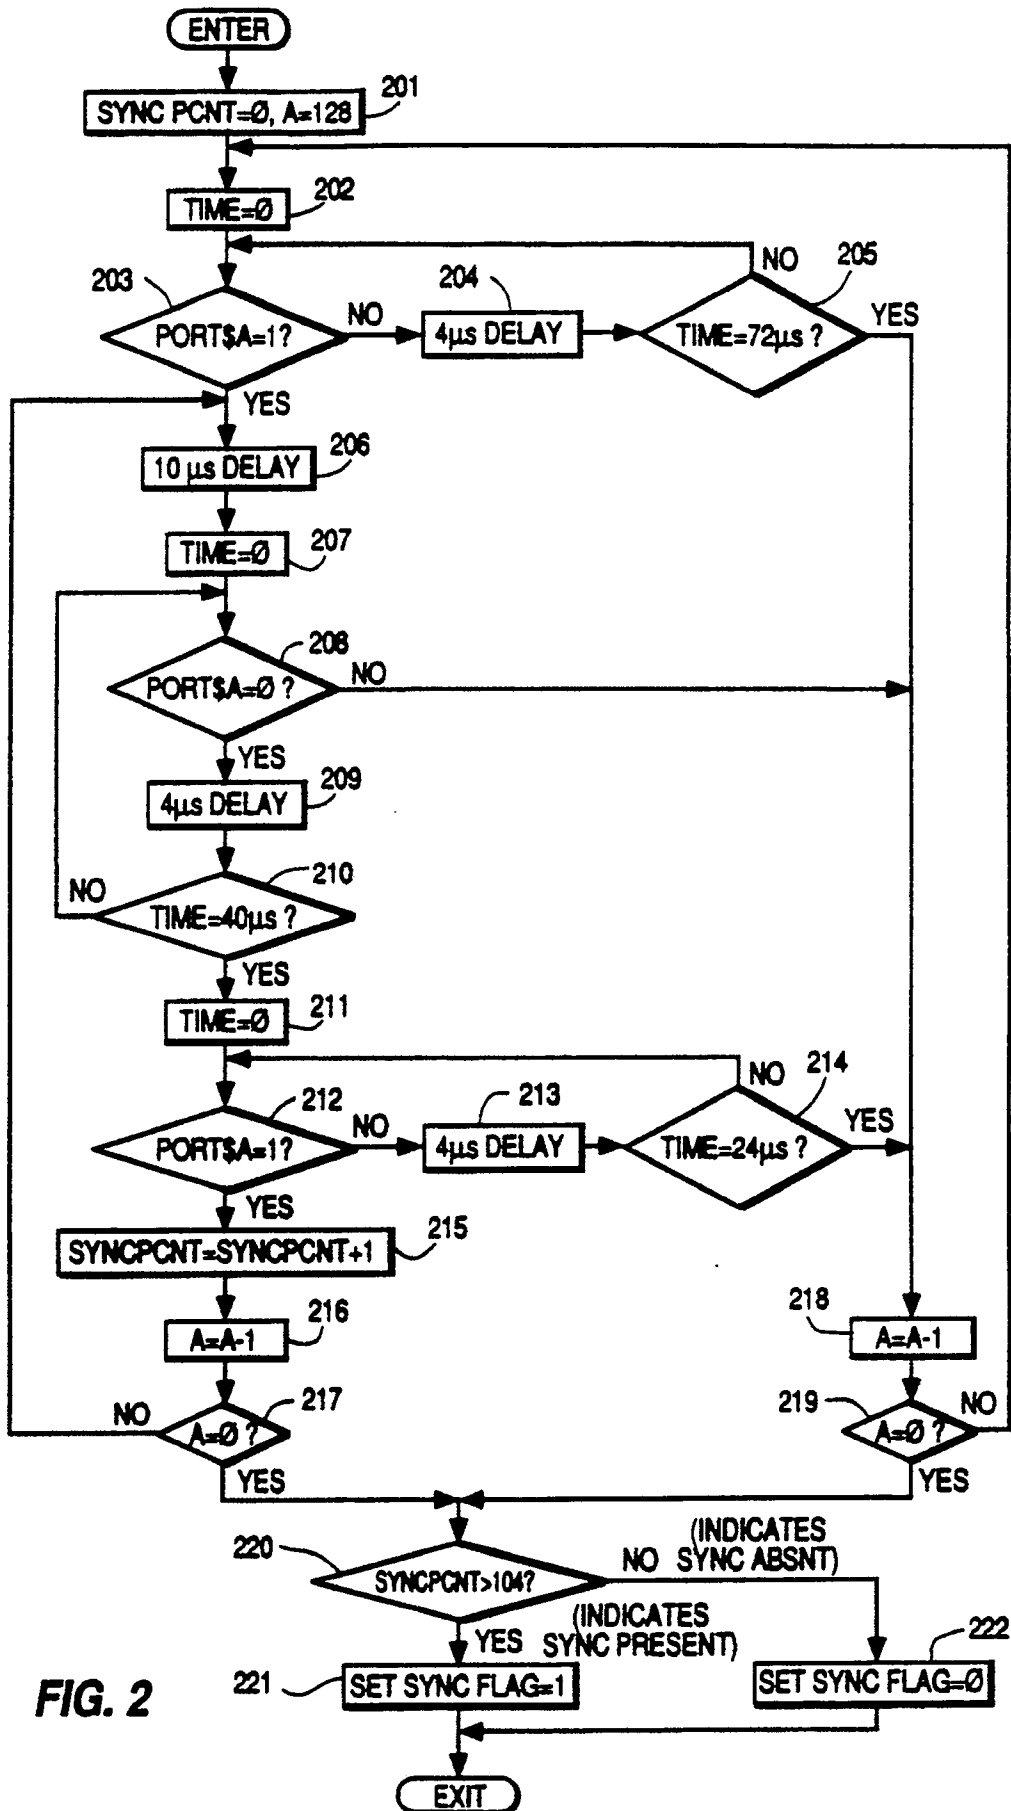 ENTER
201
SYNC PCNT=Ø, A=128
202
TIME=Ø
203
PORT$A=1?
NO
204
4µs DELAY
205
NO
TIME=72µs ?
YES
YES
206
10 µs DELAY
207
TIME=Ø
208
PORT$A=Ø ?
NO
YES
209
4µs DELAY
210
NO
TIME=40µs ?
YES
211
TIME=Ø
212
PORT$A=1?
NO
213
4µs DELAY
214
NO
TIME=24µs ?
YES
YES
215
SYNCPCNT=SYNCPCNT+1
216
A=A-1
217
NO
A=Ø ?
YES
218
A=A-1
219
A=Ø ?
NO
YES
220
SYNCPCNT>104?
(INDICATES
NO SYNC ABSNT)
(INDICATES
YES SYNC PRESENT)
221
SET SYNC FLAG=1
222
SET SYNC FLAG=Ø
FIG. 2
EXIT